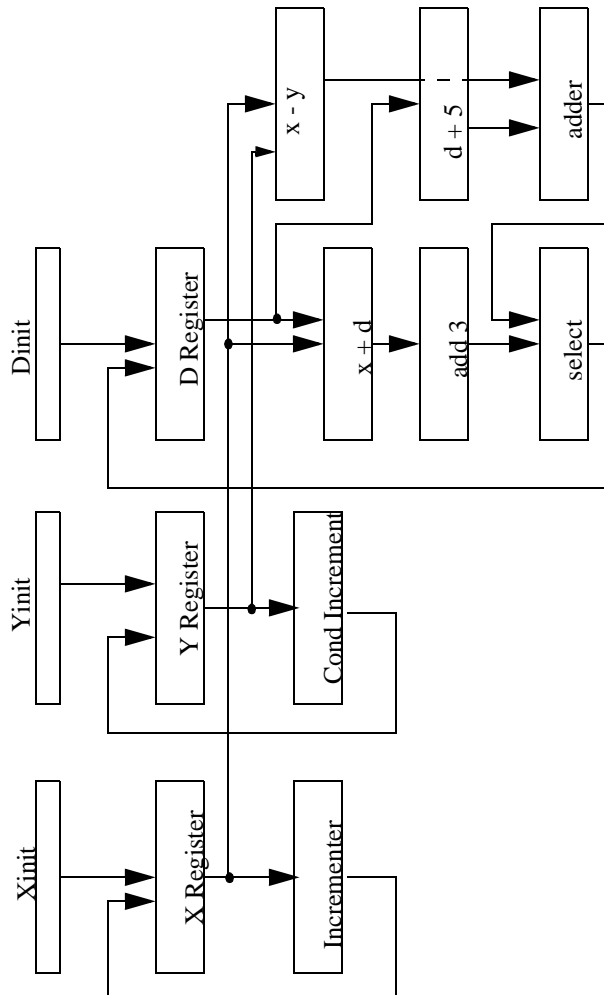 Xinit
Yinit
Dinit
X Register
Y Register
D Register
x - y
Incrementer
Cond Increment
x + d
add 3
d + 5
select
adder